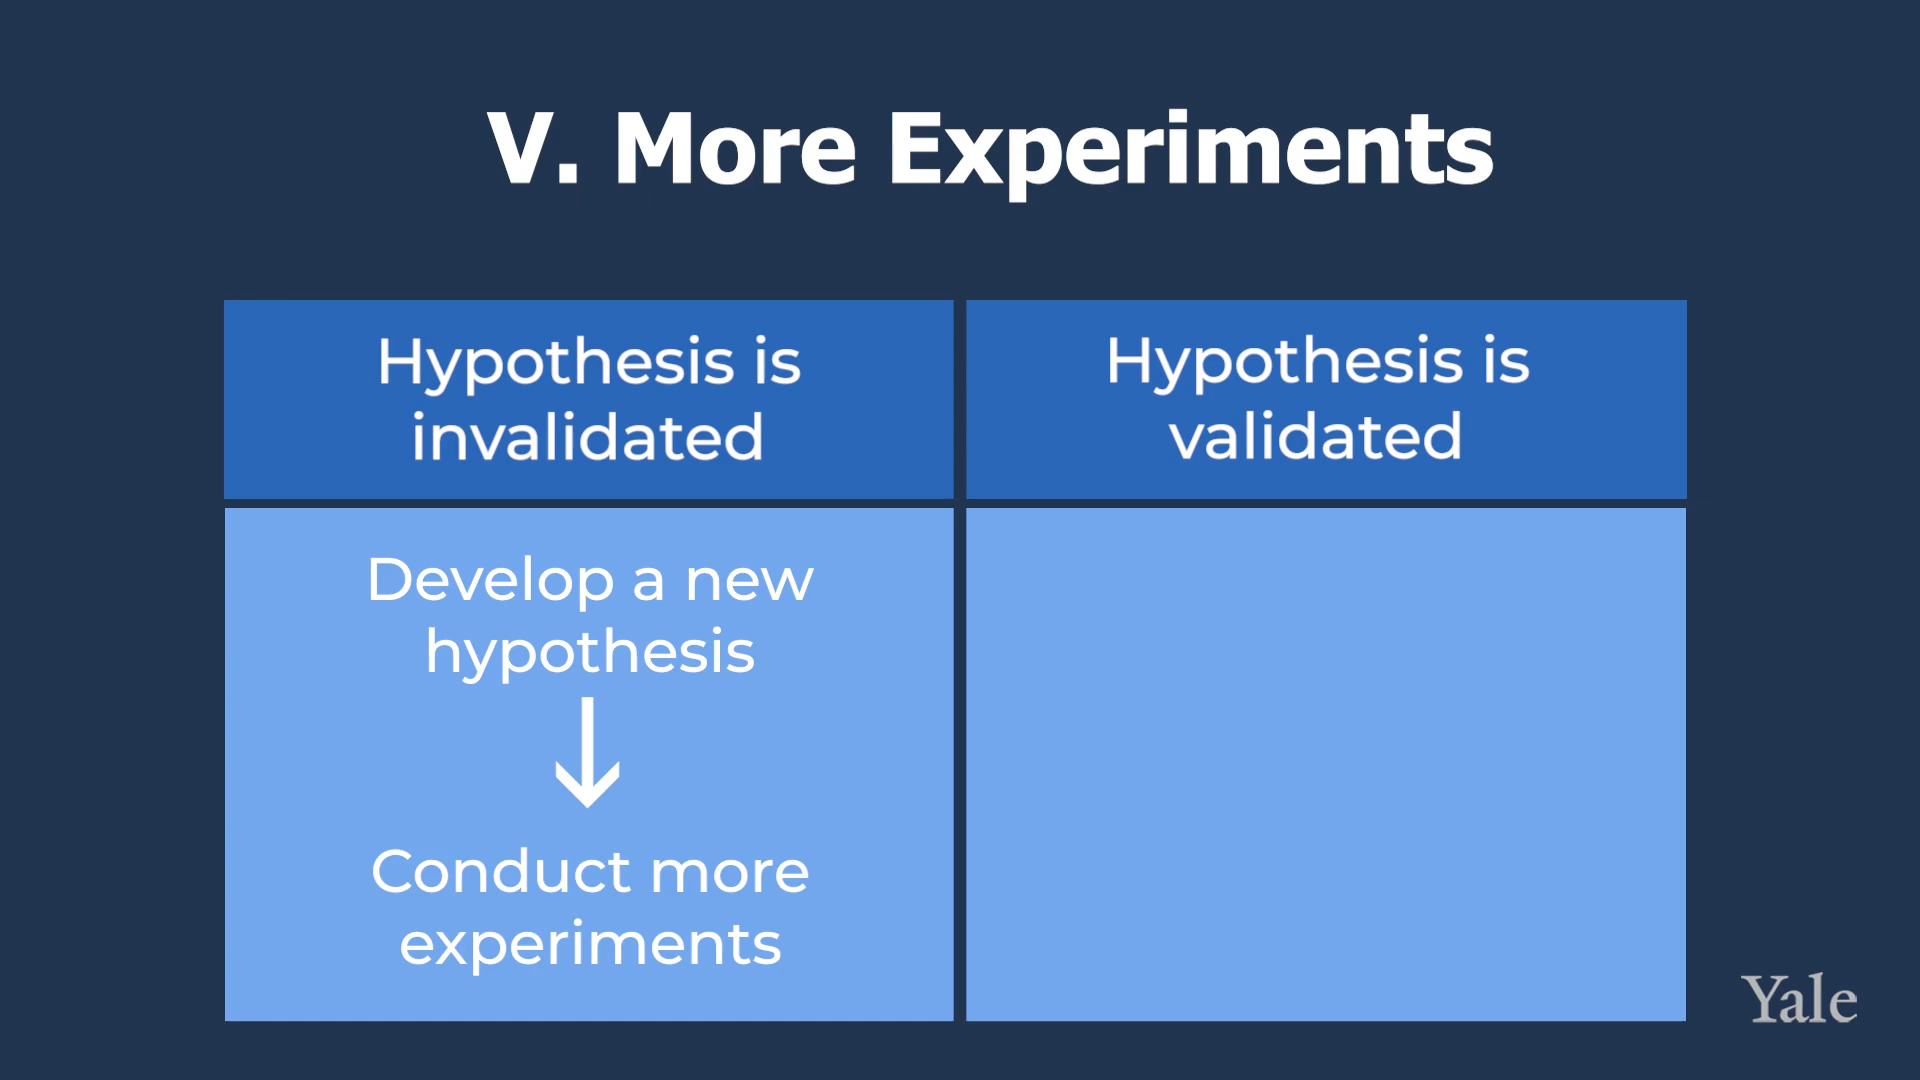 V. More Experiments
Hypothesis is
invalidated
Hypothesis is
validated
Develop a new
hypothesis
Conduct more
experiments
Yale